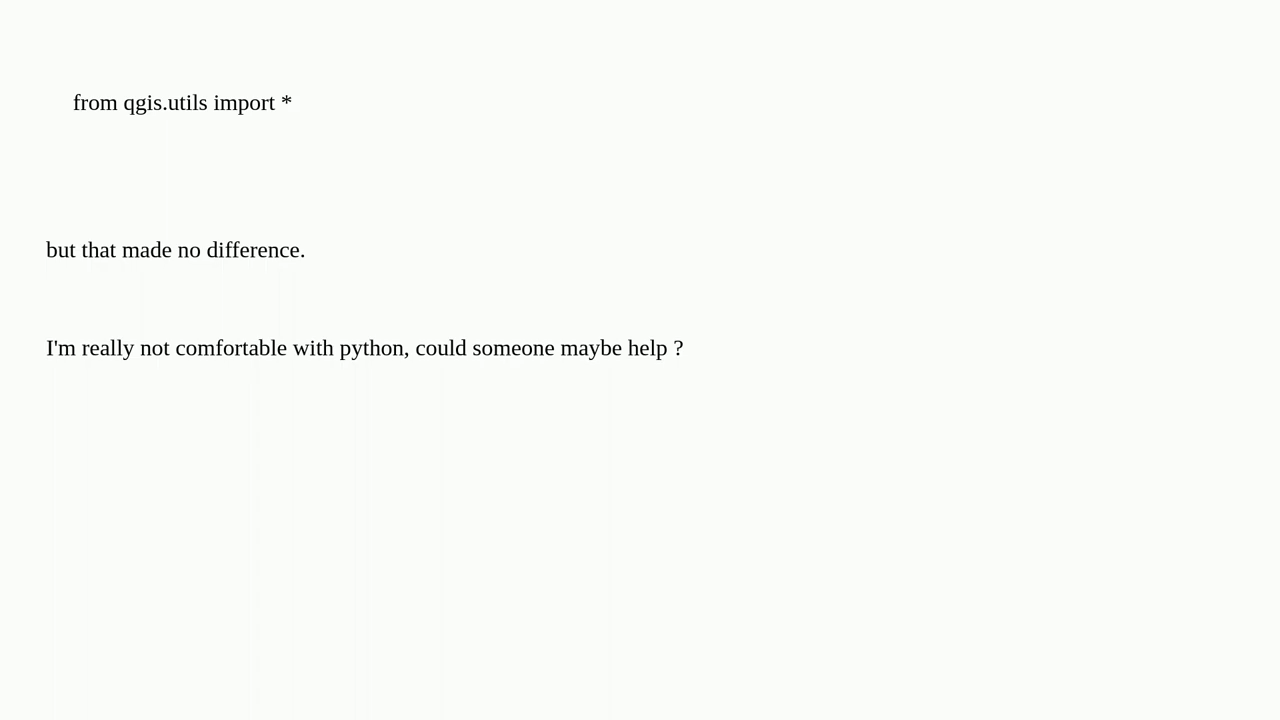 from qgis.utils import *
but that made no difference.
I'm really not comfortable with python, could someone maybe help ?